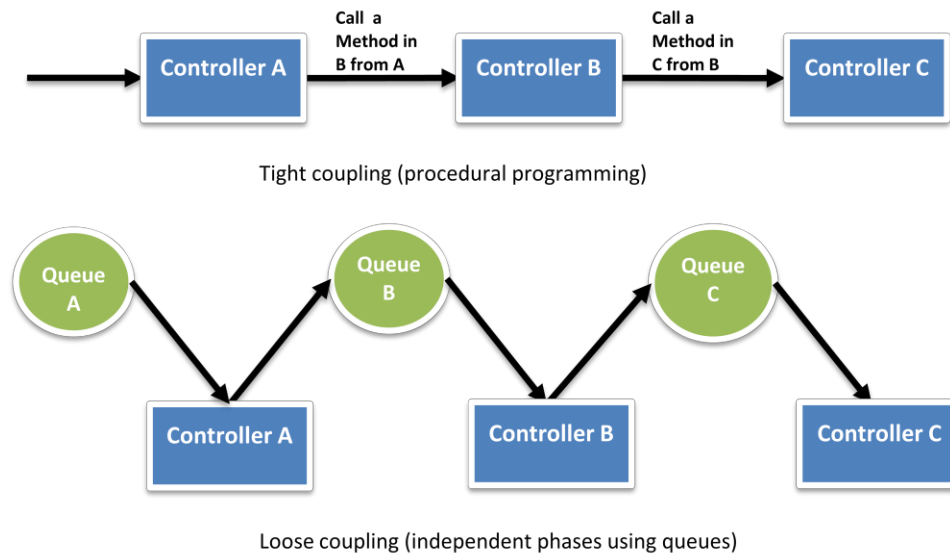 Call a
Method in
B from A
Call a
Method in
C from B
Controller A
Controller B
Controller C
Tight coupling (procedural programming)
Queue
A
Queue
B
Queue
C
Controller A
Controller B
Controller C
Loose coupling (independent phases using queues)